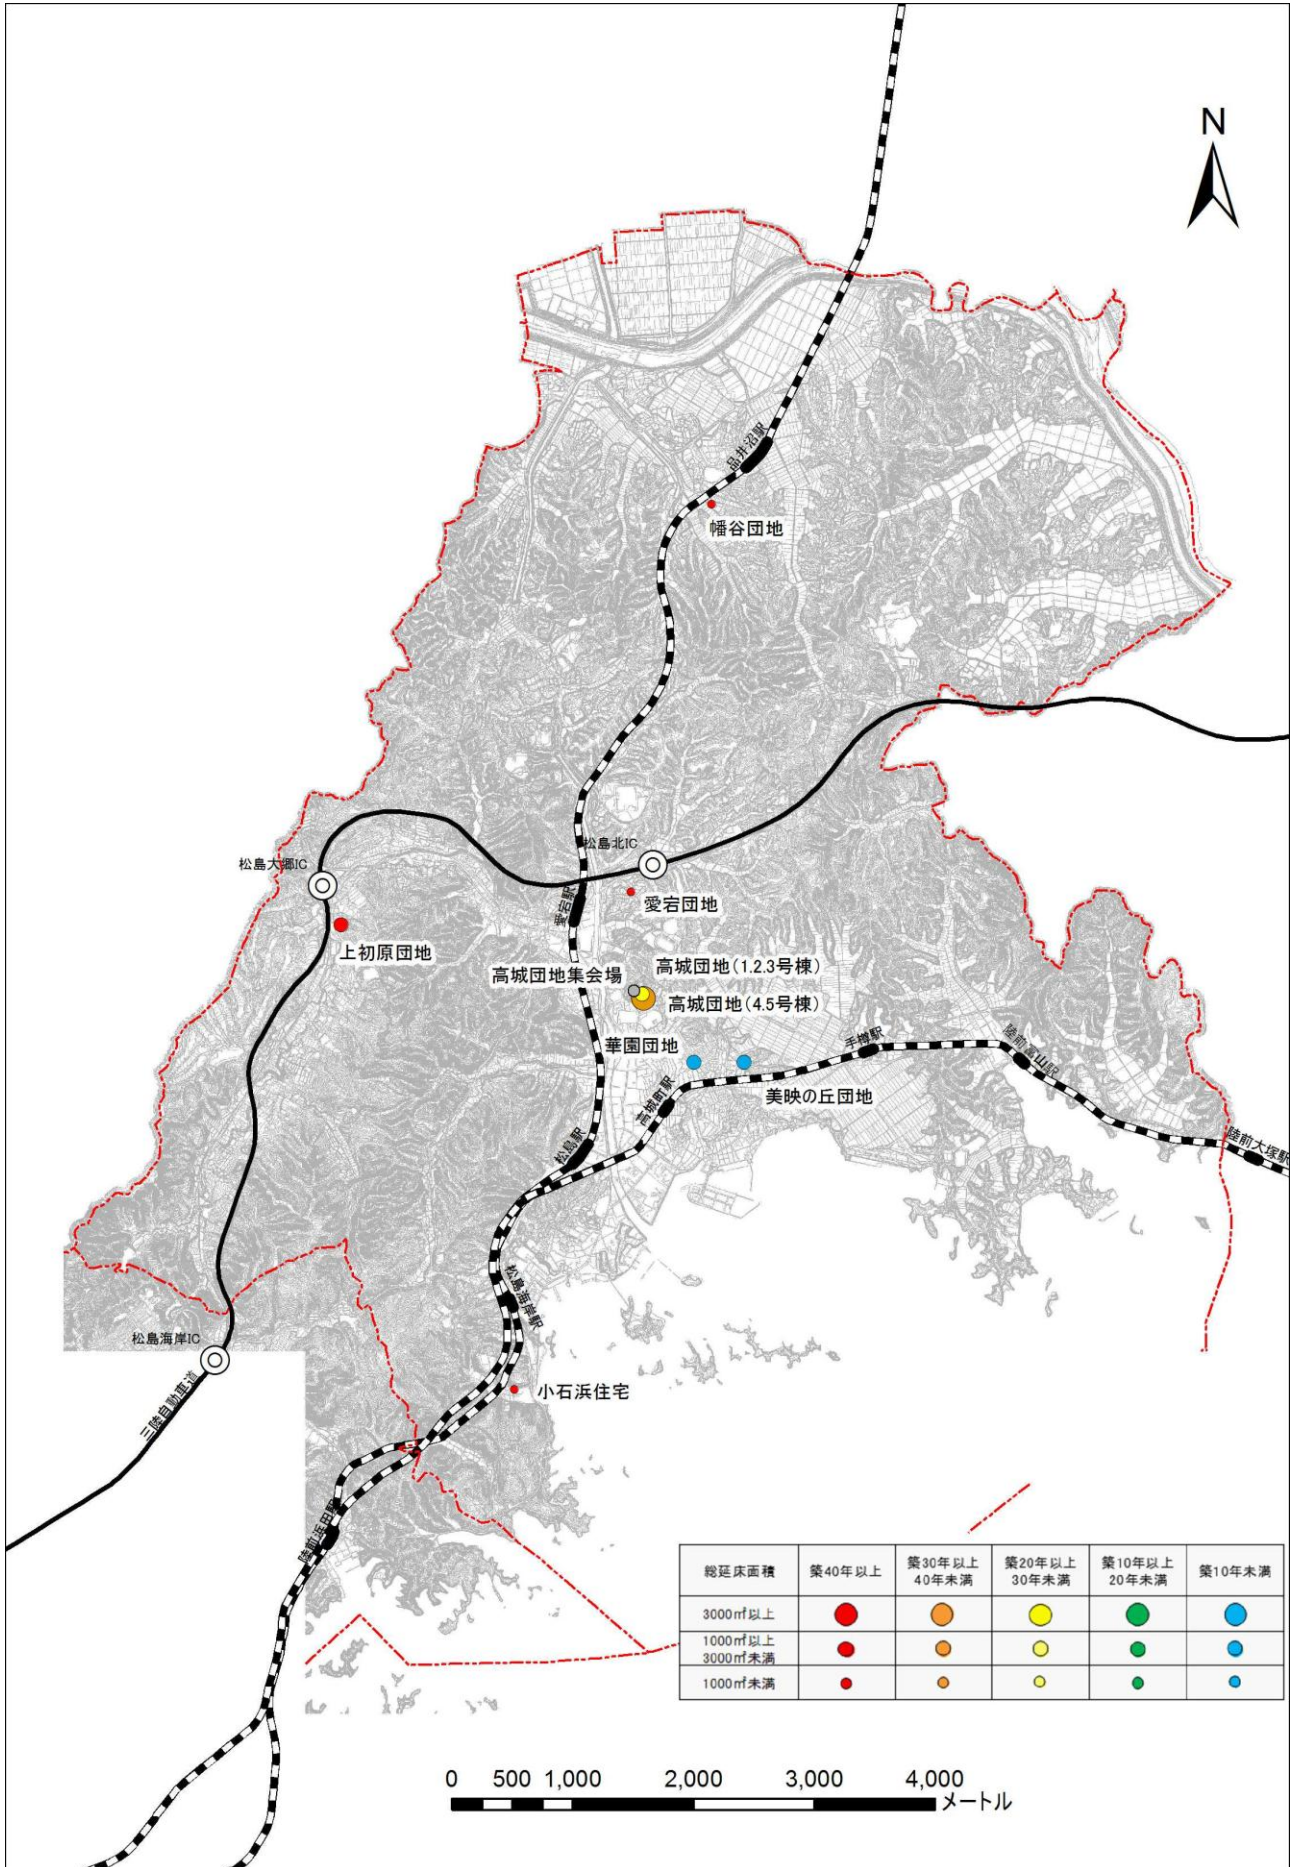 N
品井沼駅
幡谷団地
松島北IC
松島大郷IC
愛宕駅
愛宕団地
上初原団地
高城団地集会場
高城団地(1.2.3号棟)
高城団地(4.5号棟)
華園団地
手樽駅
陸前富山駅
美映の丘団地
高城町駅
松島駅
陸前大塚駅
松島海岸駅
松島海岸IC
小石浜住宅
三陸自動車道
陸前浜田駅
総延床面積 築40年以上 築30年以上 築20年以上 築10年以上 築10年未満
40年未満 30年未満 20年未満
3000㎡以上
1000㎡以上
3000㎡未満
1000㎡未満
0 500 1,000 2,000 3,000 4,000
メートル